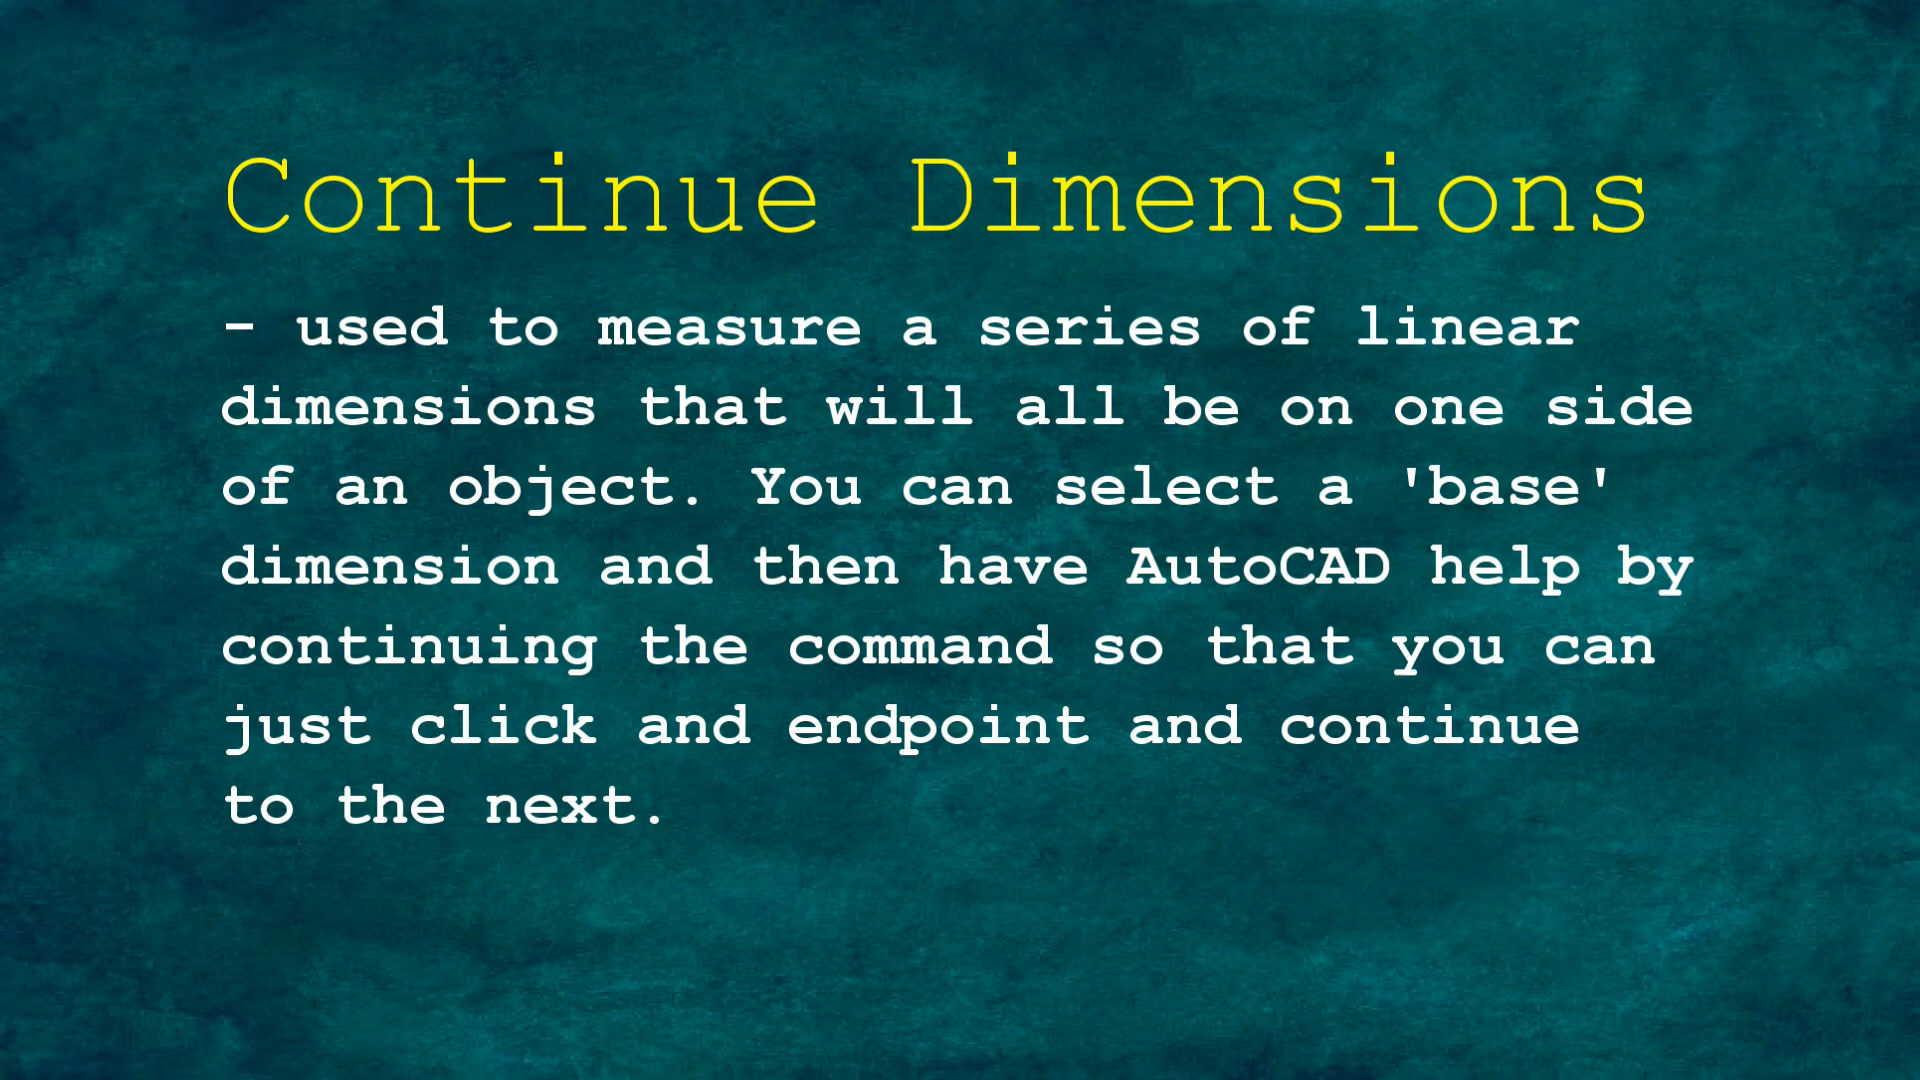 Continue Dimensions
- used to measure a series of linear
dimensions that will all be on one side
of an object. You can select a 'base'
dimension and then have AutoCAD help by
continuing the command so that you can
just click and endpoint and continue
to the next.